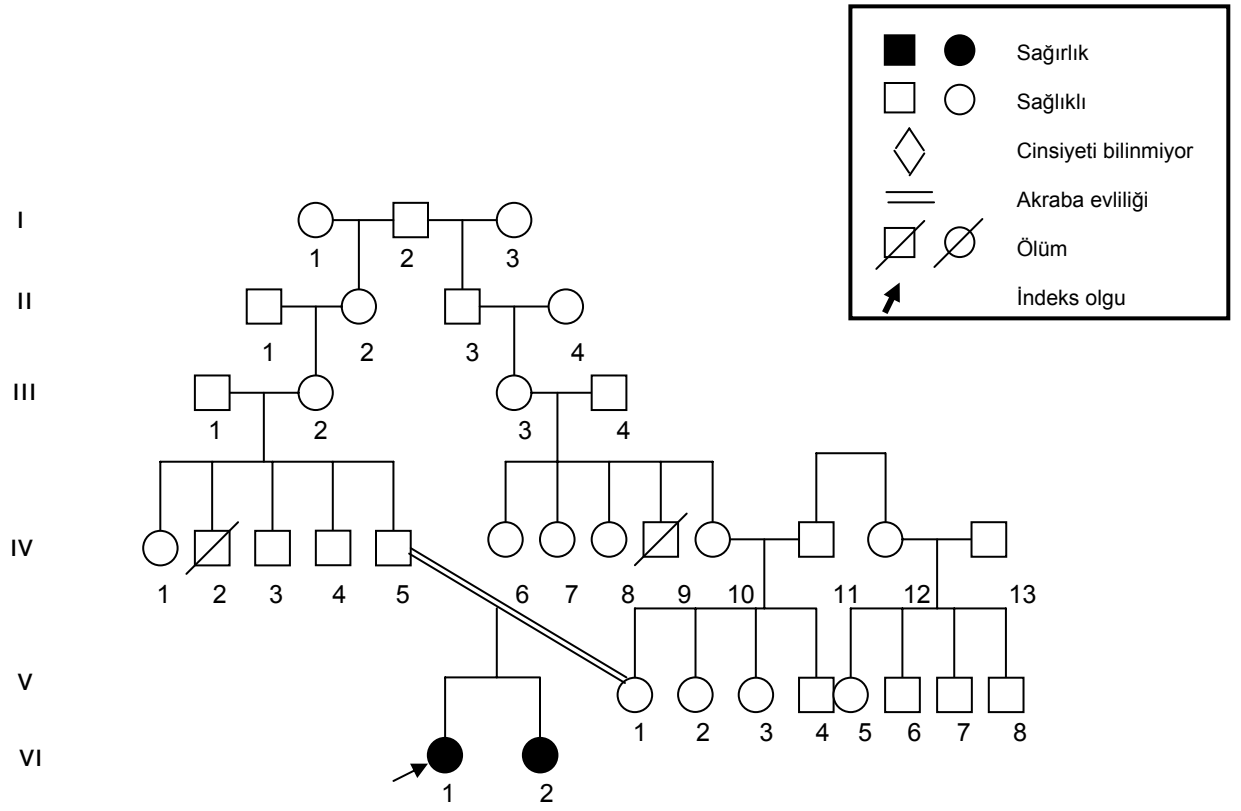 Sağırlık
Sağlıklı
Cinsiyeti bilinmiyor
Akraba evliliği
Ölüm
İndeks olgu
I
1 2 3
II
1 2 3 4
III
1 2 3 4
IV
1 2 3 4 5 6 7 8 9 10 11 12 13
V
1 2 3 4 5 6 7 8
VI
1 2